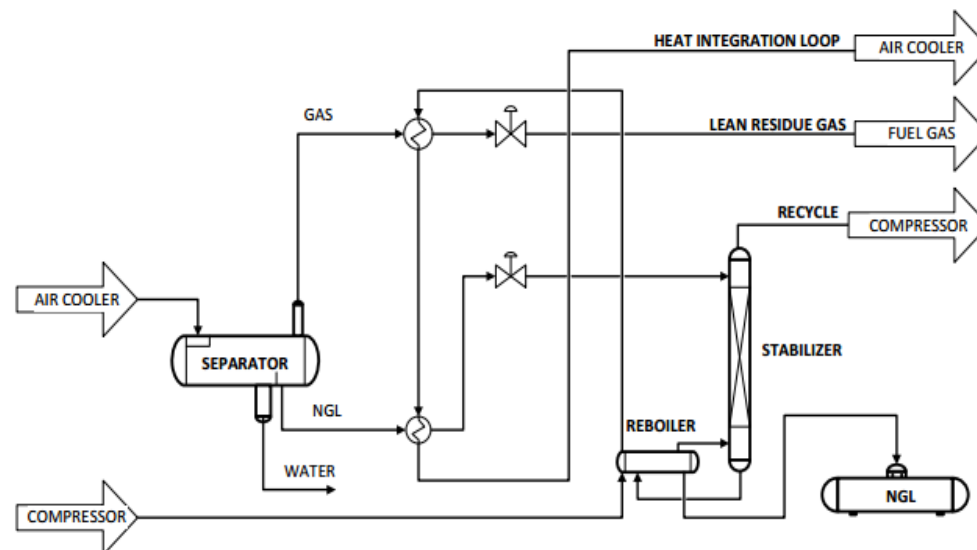 HEAT INTEGRATION LOOP
AIR COOLER
GAS
LEAN RESIDUE GAS
FUEL GAS
RECYCLE
COMPRESSOR
AIR COOLER
SEPARATOR
STABILIZER
NGL
REBOILER
WATER
NGL
COMPRESSOR